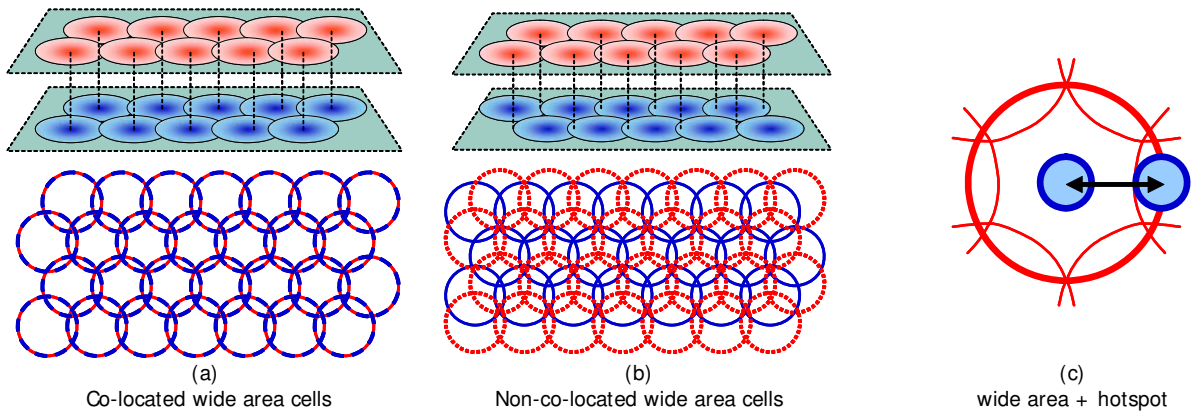 (a)
Co-located wide area cells
(b)
Non-co-located wide area cells
(c)
wide area + hotspot